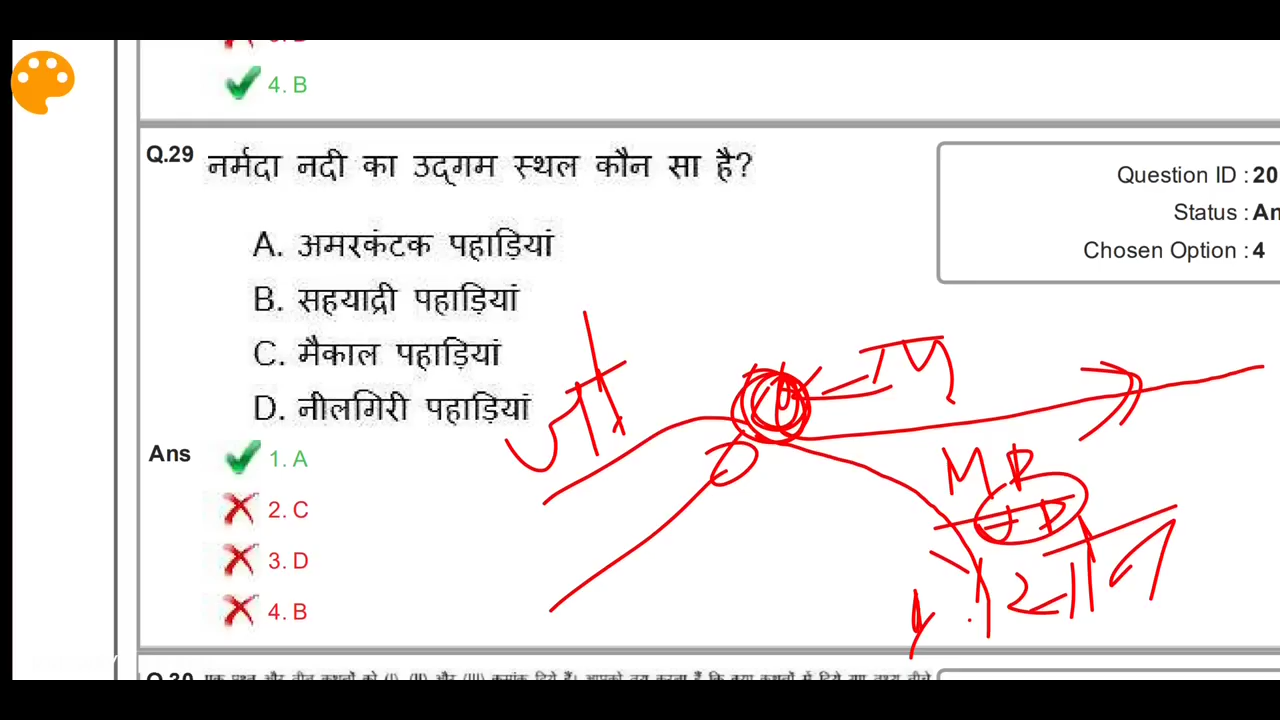 4. B
Q.29 नर्मदा नदी का उद्गम स्थल कौन सा है?
Question ID : 20
Status : An
Chosen Option : 4
A. अमरकंटक पहाड़ियां
B. सहयाद्री पहाड़ियां
C. मैकाल पहाड़ियां
D. नीलगिरी पहाड़ियां
Ans
1. A
2. C
3. D
4. B
M.P
U P
Q.30